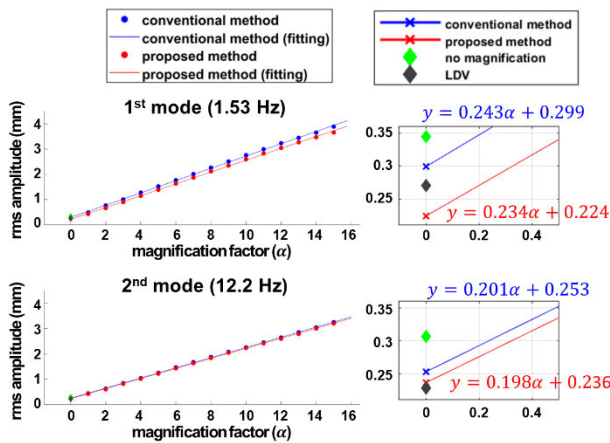 conventional method
conventional method (fitting)
proposed method
proposed method (fitting)
conventional method
proposed method
no magnification
LDV
1st mode (1.53 Hz)
rms amplitude (mm)
4
3
2
1
0
0 2 4 6 8 10 12 14 16
magnification factor (α)
y = 0.243α + 0.299
0.35
0.3
0.25
y = 0.234α + 0.224
0 0.2 0.4
2nd mode (12.2 Hz)
rms amplitude (mm)
4
3
2
1
0
0 2 4 6 8 10 12 14 16
magnification factor (α)
y = 0.201α + 0.253
0.35
0.3
0.25
y = 0.198α + 0.236
0 0.2 0.4